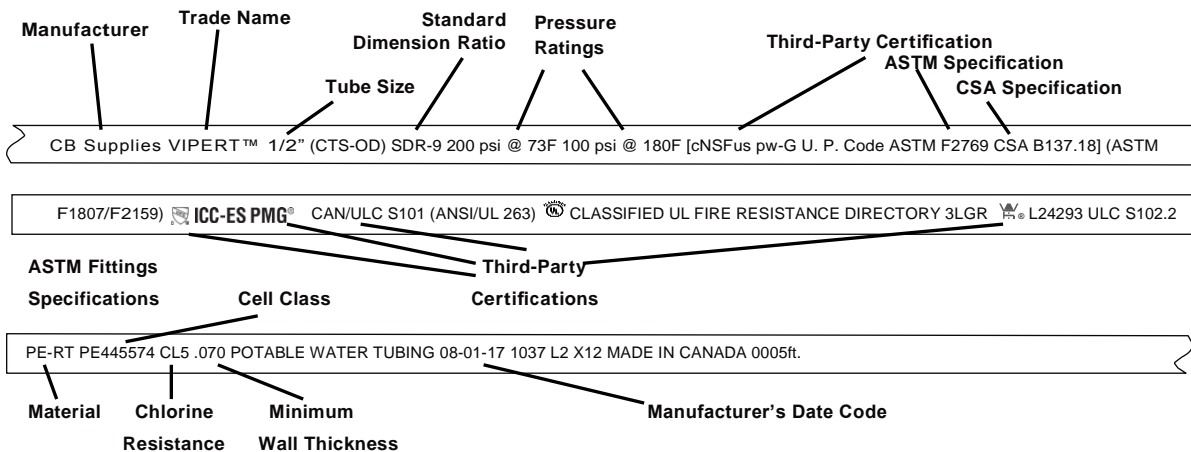 Manufacturer Trade Name Standard Dimension Ratio Pressure Ratings Third-Party Certification
ASTM Specification
Tube Size CSA Specification
CB Supplies VIPERT™ 1/2” (CTS-OD) SDR-9 200 psi @ 73F 100 psi @ 180F [cNSFus pw-G U. P. Code ASTM F2769 CSA B137.18] (ASTM
F1807/F2159) ICC-ES PMG® CAN/ULC S101 (ANSI/UL 263) UL CLASSIFIED UL FIRE RESISTANCE DIRECTORY 3LGR ® L24293 ULC S102.2
ASTM Fittings Specifications Cell Class Third-Party Certifications
PE-RT PE445574 CL5 .070 POTABLE WATER TUBING 08-01-17 1037 L2 X12 MADE IN CANADA 0005ft.
Material Chlorine Resistance Minimum Wall Thickness Manufacturer’s Date Code